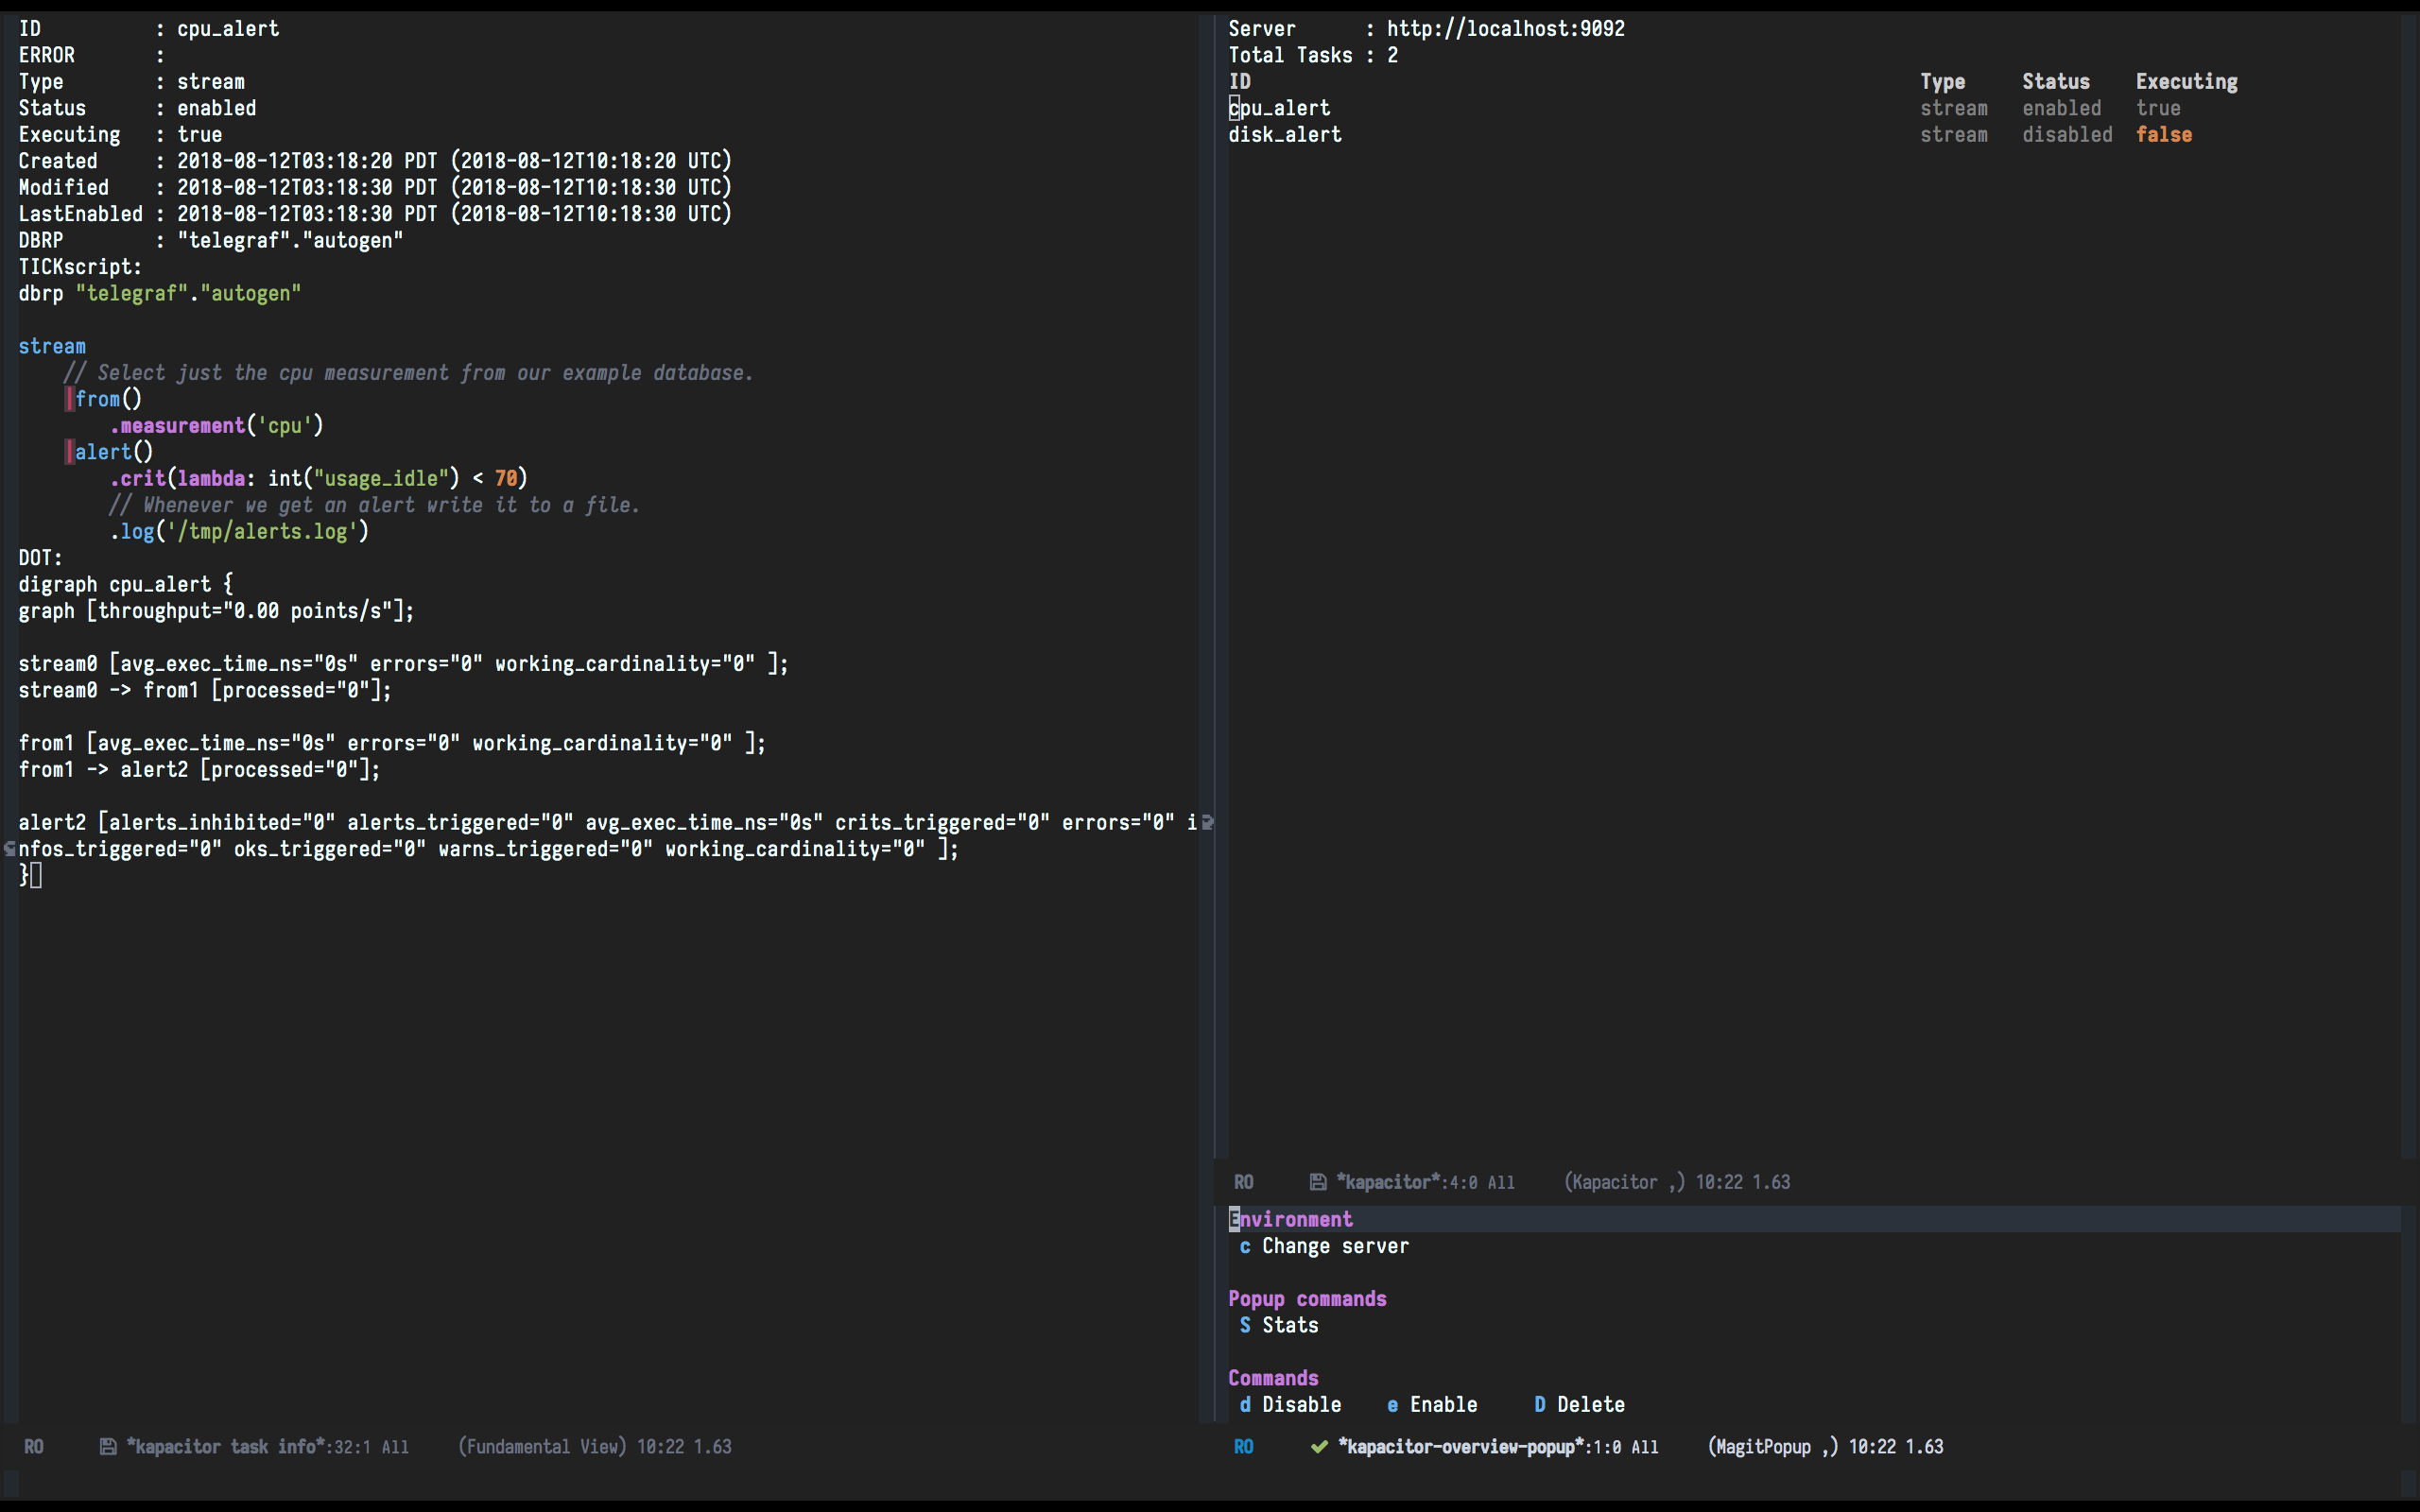 ID          : cpu_alert
ERROR       :
Type        : stream
Status      : enabled
Executing   : true
Created     : 2018-08-12T03:18:20 PDT (2018-08-12T10:18:20 UTC)
Modified    : 2018-08-12T03:18:30 PDT (2018-08-12T10:18:30 UTC)
LastEnabled : 2018-08-12T03:18:30 PDT (2018-08-12T10:18:30 UTC)
DBRP        : "telegraf"."autogen"
TICKscript:
dbrp "telegraf"."autogen"

stream
    // Select just the cpu measurement from our example database.
    |from()
        .measurement('cpu')
    |alert()
        .crit(lambda: int("usage_idle") < 70)
        // Whenever we get an alert write it to a file.
        .log('/tmp/alerts.log')
DOT:
digraph cpu_alert {
graph [throughput="0.00 points/s"];

stream0 [avg_exec_time_ns="0s" errors="0" working_cardinality="0" ];
stream0 -> from1 [processed="0"];

from1 [avg_exec_time_ns="0s" errors="0" working_cardinality="0" ];
from1 -> alert2 [processed="0"];

alert2 [alerts_inhibited="0" alerts_triggered="0" avg_exec_time_ns="0s" crits_triggered="0" errors="0" i
nfos_triggered="0" oks_triggered="0" warns_triggered="0" working_cardinality="0" ];
}
RO *kapacitor task info*:32:1 All (Fundamental View) 10:22 1.63
Server      : http://localhost:9092
Total Tasks : 2
ID Type Status Executing
cpu_alert stream enabled true
disk_alert stream disabled false
RO *kapacitor*:4:0 All (Kapacitor ,) 10:22 1.63
Environment
 c Change server

Popup commands
 S Stats

Commands
 d Disable    e Enable     D Delete
RO ✔ *kapacitor-overview-popup*:1:0 All (MagitPopup ,) 10:22 1.63